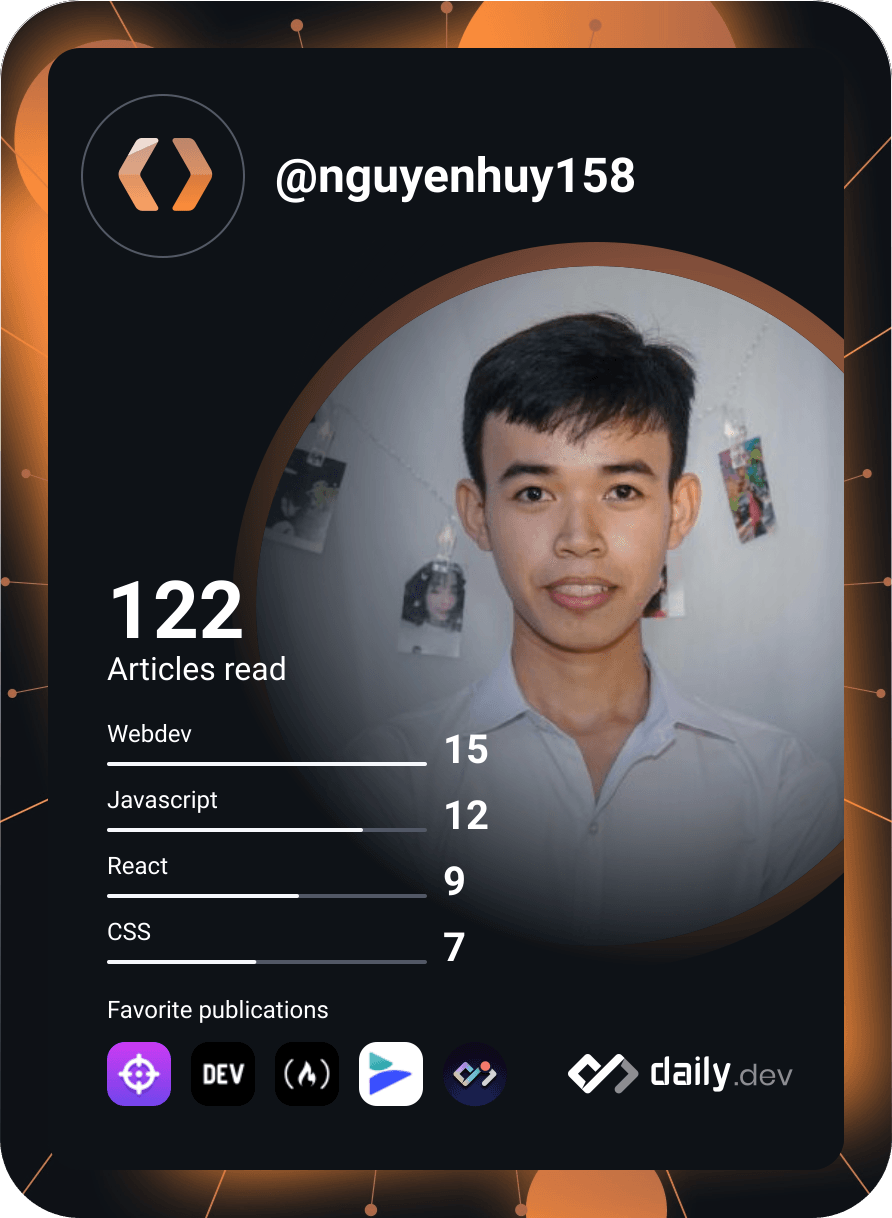 @nguyenhuy158
122
Articles read
Webdev
15
Javascript
12
React
9
CSS
7
Favorite publications
DEV
daily.dev